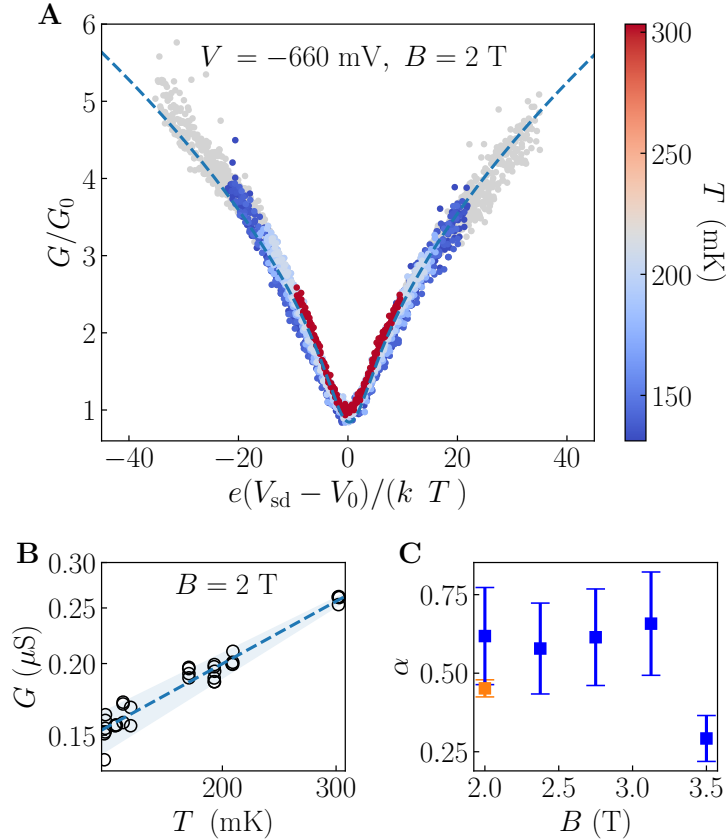 A
V = −660 mV, B = 2 T
G/G0
6
5
4
3
2
1
−40 −20 0 20 40
e(Vsd − V0)/(k T )
300
250
200
150
T (mK)
B
B = 2 T
G (µS)
0.30
0.25
0.20
0.15
200 300
T (mK)
C
α
0.75
0.50
0.25
2.0 2.5 3.0 3.5
B (T)